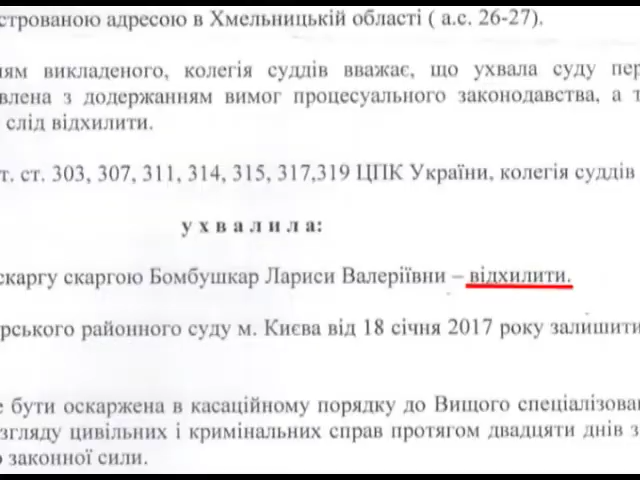 істрованою адресою в Хмельницькій області ( а.с. 26-27).
ням викладеного, колегія суддів вважає, що ухвала суду пер
влена з додержанням вимог процесуального законодавства, а т
слід відхилити.
т. ст. 303, 307, 311, 314, 315, 317,319 ЦПК України, колегія суддів
у х в а л и л а:
скаргу скаргою Бомбушкар Лариси Валеріївни – відхилити.
рського районного суду м. Києва від 18 січня 2017 року залишити
е бути оскаржена в касаційному порядку до Вищого спеціалізован
згляду цивільних і кримінальних справ протягом двадцяти днів з
о законної сили.